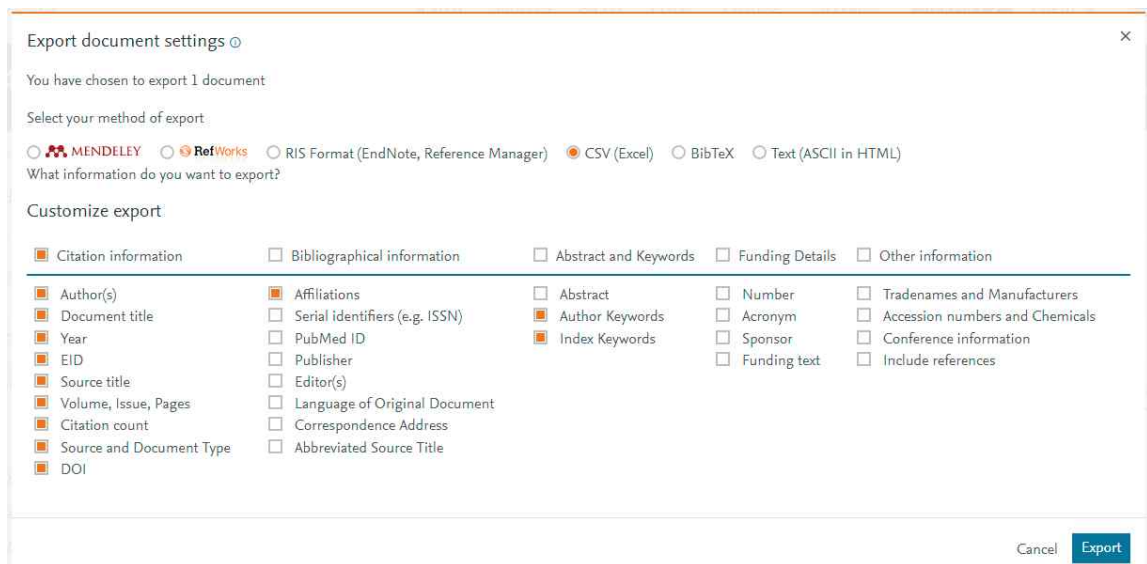 Export document settings
×
You have chosen to export 1 document
Select your method of export
MENDELEY RefWorks RIS Format (EndNote, Reference Manager) CSV (Excel) BibTeX Text (ASCII in HTML)
What information do you want to export?
Customize export
Citation information Bibliographical information Abstract and Keywords Funding Details Other information
Author(s) Affiliations Abstract Number Tradenames and Manufacturers
Document title Serial identifiers (e.g. ISSN) Author Keywords Acronym Accession numbers and Chemicals
Year PubMed ID Index Keywords Sponsor Conference information
EID Publisher Funding text Include references
Source title Editor(s)
Volume, Issue, Pages Language of Original Document
Citation count Correspondence Address
Source and Document Type Abbreviated Source Title
DOI
Cancel Export